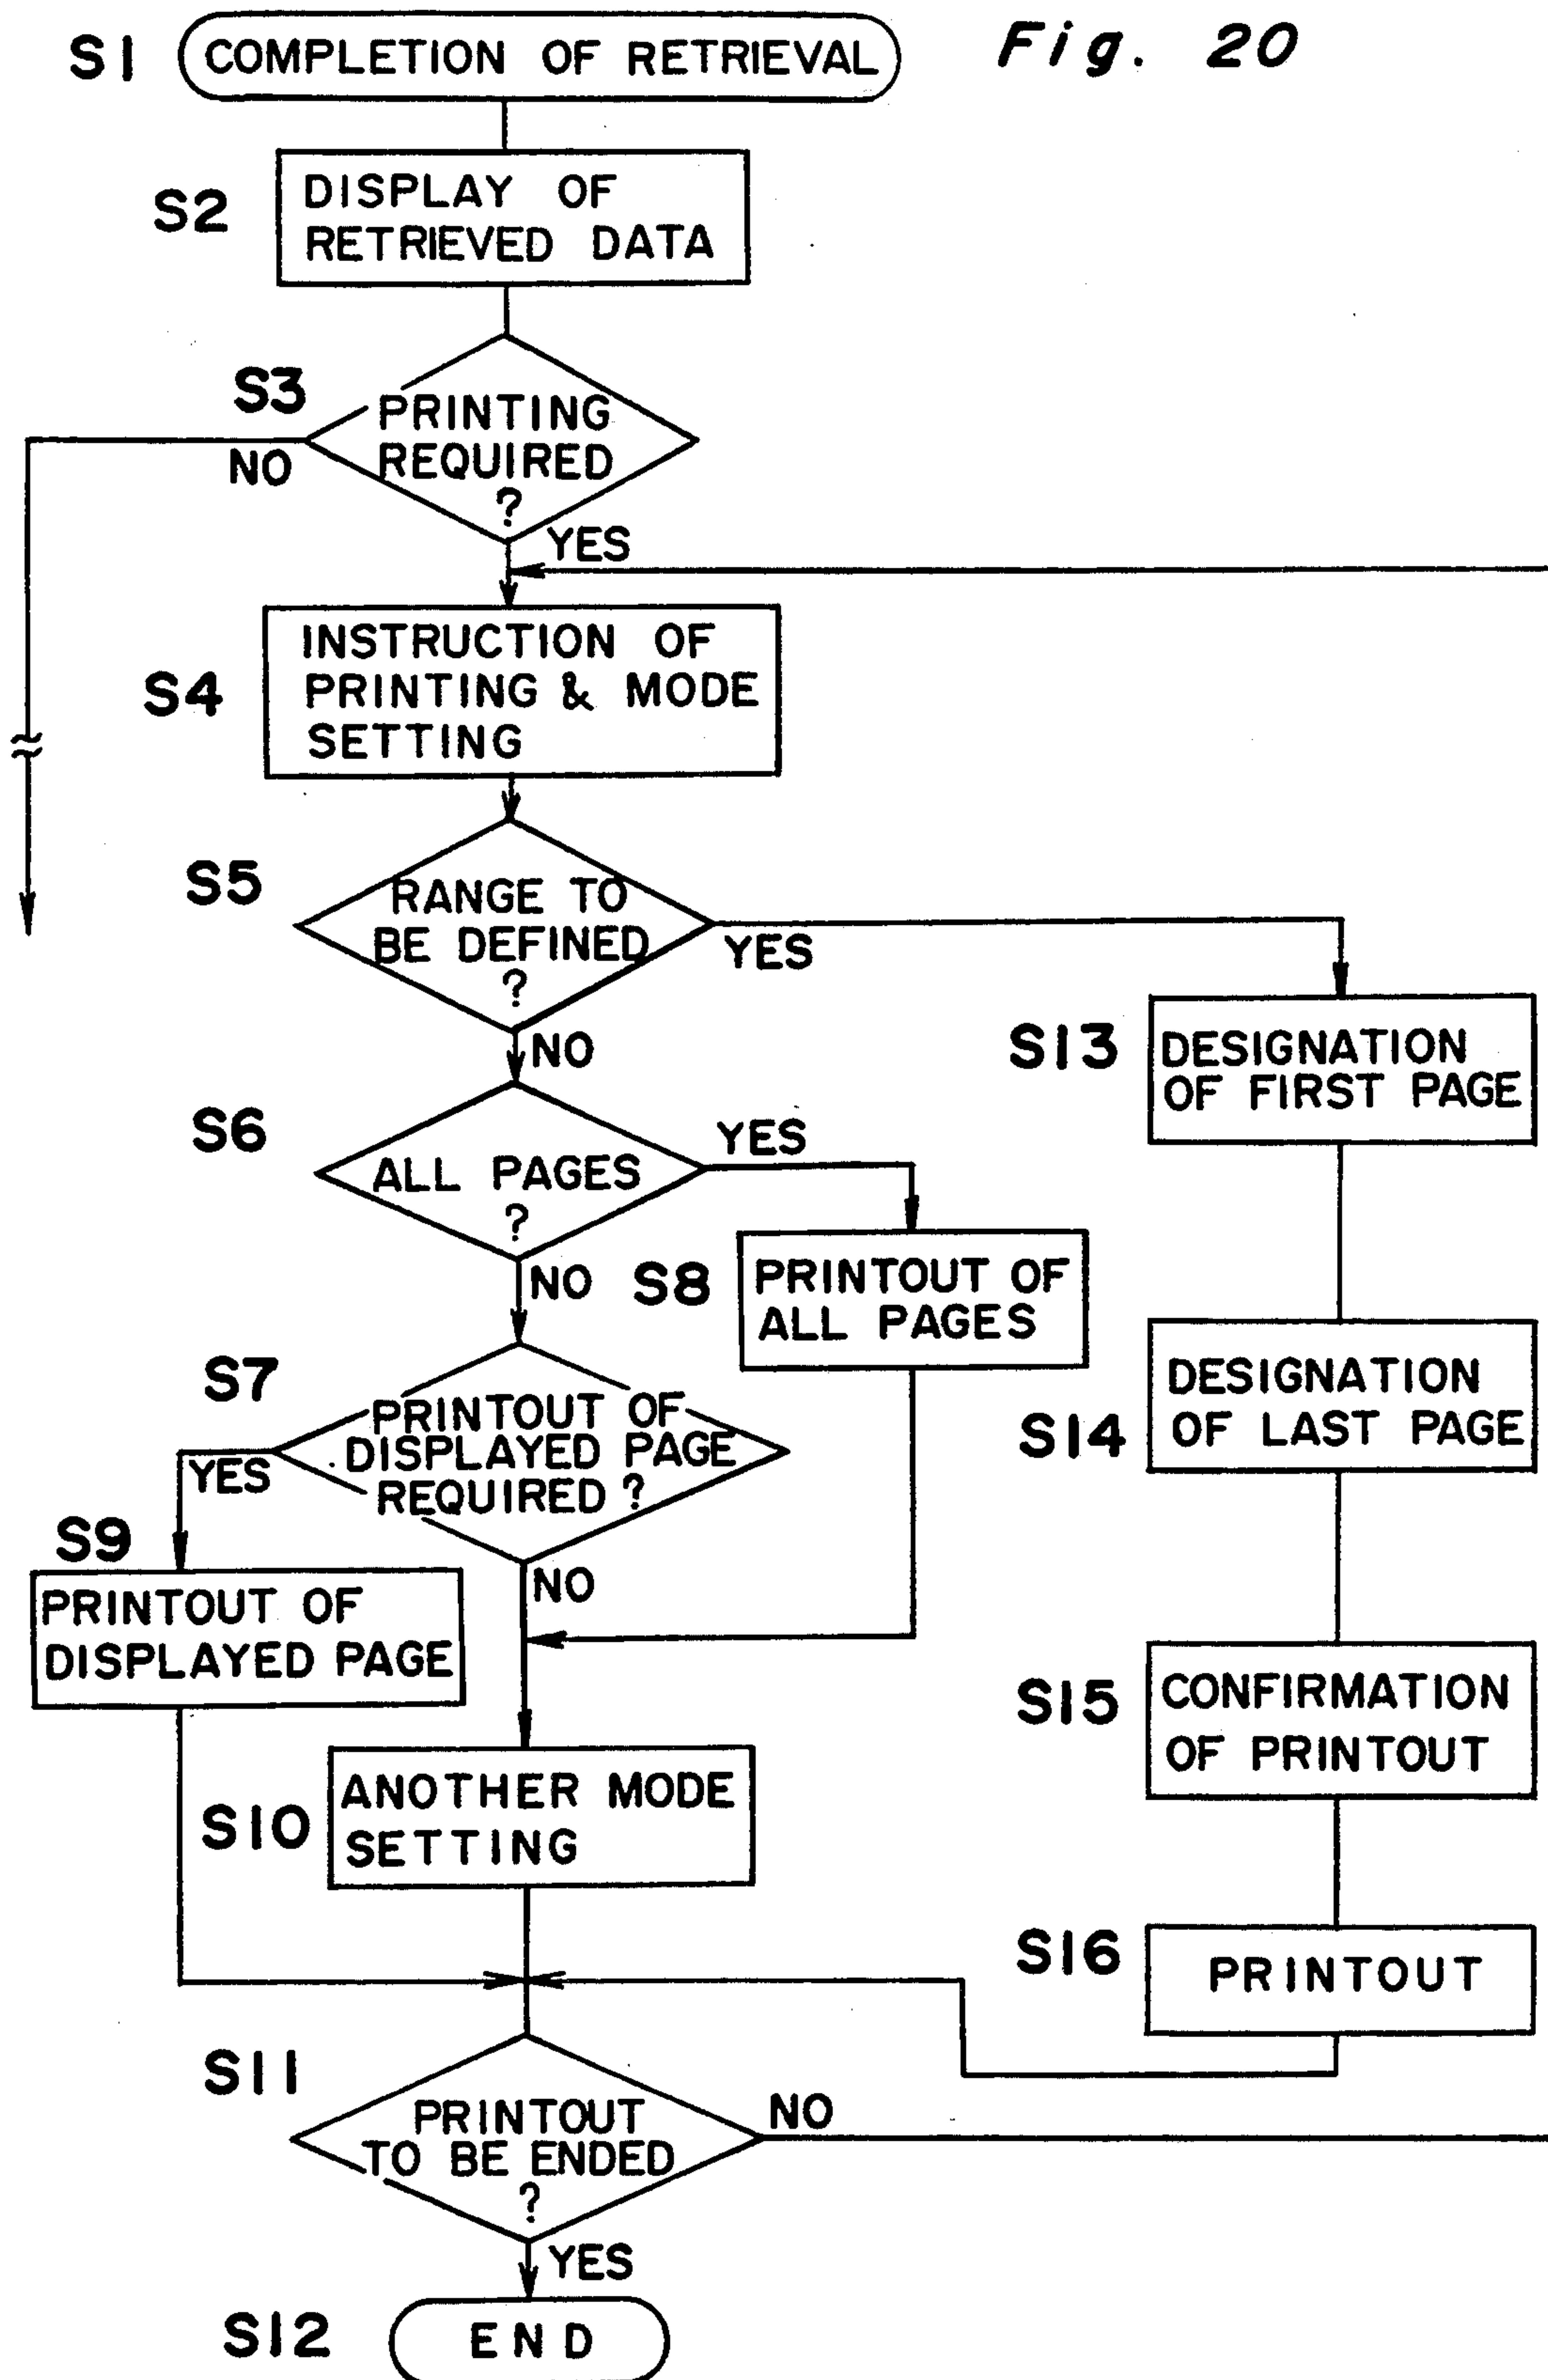 S1
COMPLETION OF RETRIEVAL
Fig. 20
S2
DISPLAY OF
RETRIEVED DATA
S3
PRINTING
REQUIRED
?
NO
YES
S4
INSTRUCTION OF
PRINTING & MODE
SETTING
S5
RANGE TO
BE DEFINED
?
YES
NO
S13
DESIGNATION
OF FIRST PAGE
S6
ALL PAGES
?
YES
NO
S8
PRINTOUT OF
ALL PAGES
S7
PRINTOUT OF
DISPLAYED PAGE
REQUIRED ?
YES
NO
S14
DESIGNATION
OF LAST PAGE
S9
PRINTOUT OF
DISPLAYED PAGE
S15
CONFIRMATION
OF PRINTOUT
S10
ANOTHER MODE
SETTING
S16
PRINTOUT
S11
PRINTOUT
TO BE ENDED
?
NO
YES
S12
END